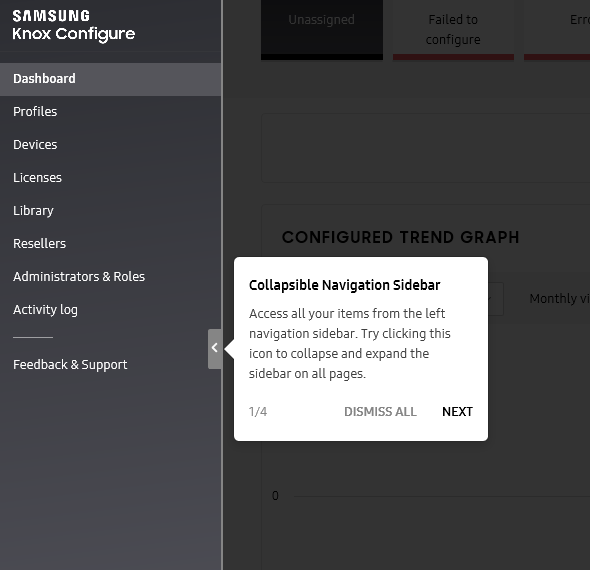 SAMSUNG
Knox Configure
Dashboard
Profiles
Devices
Licenses
Library
Resellers
Administrators & Roles
Activity log
Feedback & Support
Unassigned
Failed to
configure
Erro
CONFIGURED TREND GRAPH
Monthly vi
0
Collapsible Navigation Sidebar
Access all your items from the left
navigation sidebar. Try clicking this
icon to collapse and expand the
sidebar on all pages.
1/4 DISMISS ALL NEXT